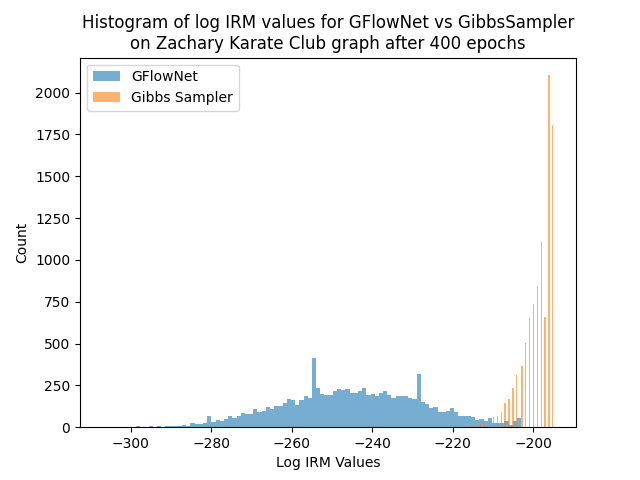 Histogram of log IRM values for GFlowNet vs GibbsSampler
on Zachary Karate Club graph after 400 epochs
GFlowNet
Gibbs Sampler
Count
2000
1750
1500
1250
1000
750
500
250
0
−300
−280
−260
−240
−220
−200
Log IRM Values